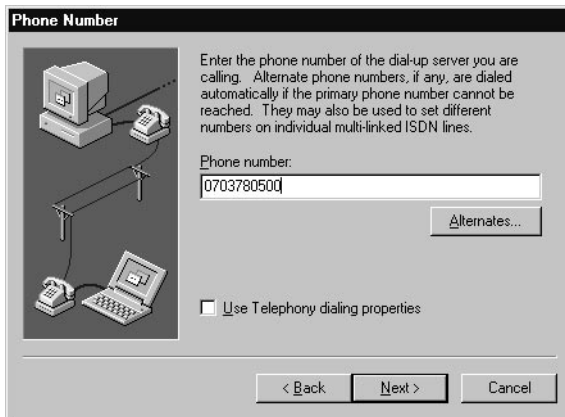 Phone Number
Enter the phone number of the dial-up server you are
calling. Alternate phone numbers, if any, are dialed
automatically if the primary phone number cannot be
reached. They may also be used to set different
numbers on individual multi-linked ISDN lines.
Phone number:
0703780500
Alternates...
Use Telephony dialing properties
< Back
Next >
Cancel